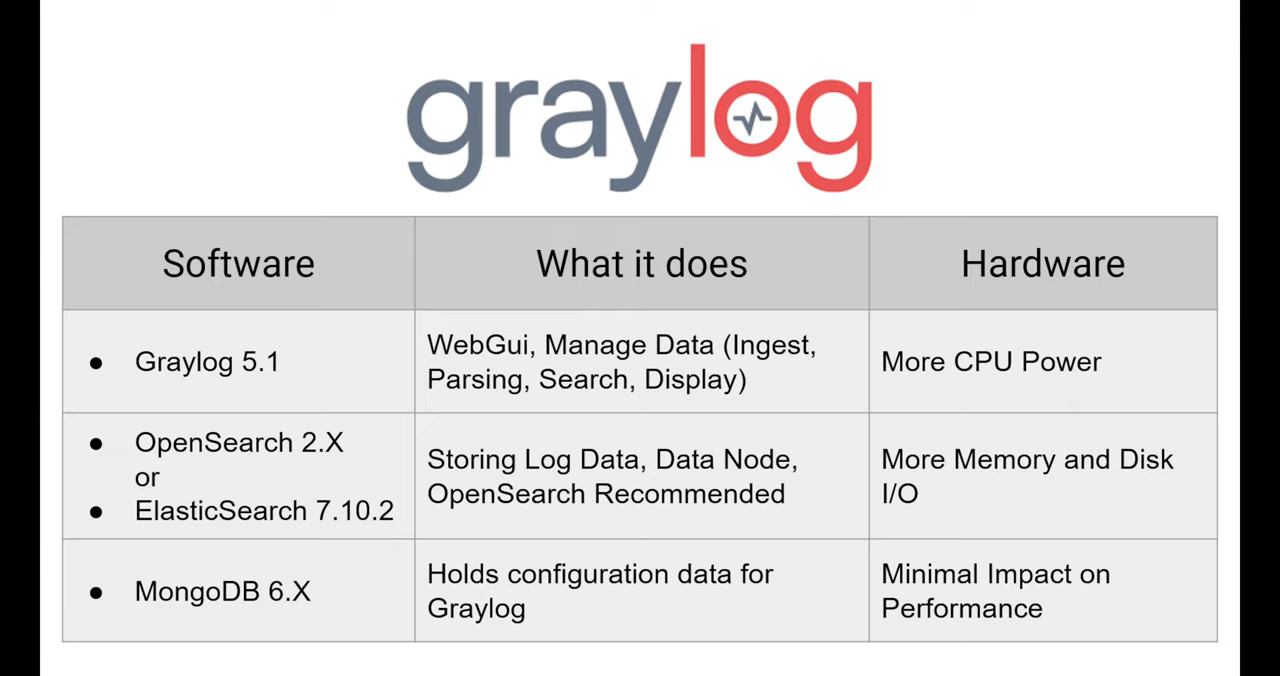 graylog
Software
What it does
Hardware
● Graylog 5.1
WebGui, Manage Data (Ingest,
Parsing, Search, Display)
More CPU Power
● OpenSearch 2.X
or
● ElasticSearch 7.10.2
Storing Log Data, Data Node,
OpenSearch Recommended
More Memory and Disk
I/O
● MongoDB 6.X
Holds configuration data for
Graylog
Minimal Impact on
Performance